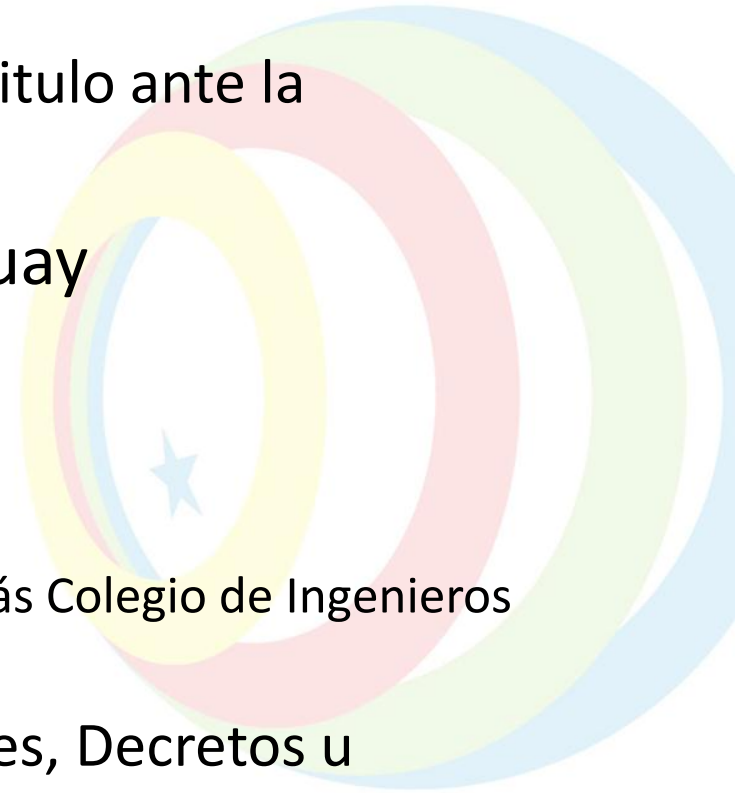 itulo ante la
uay
ás Colegio de Ingenieros
es, Decretos u